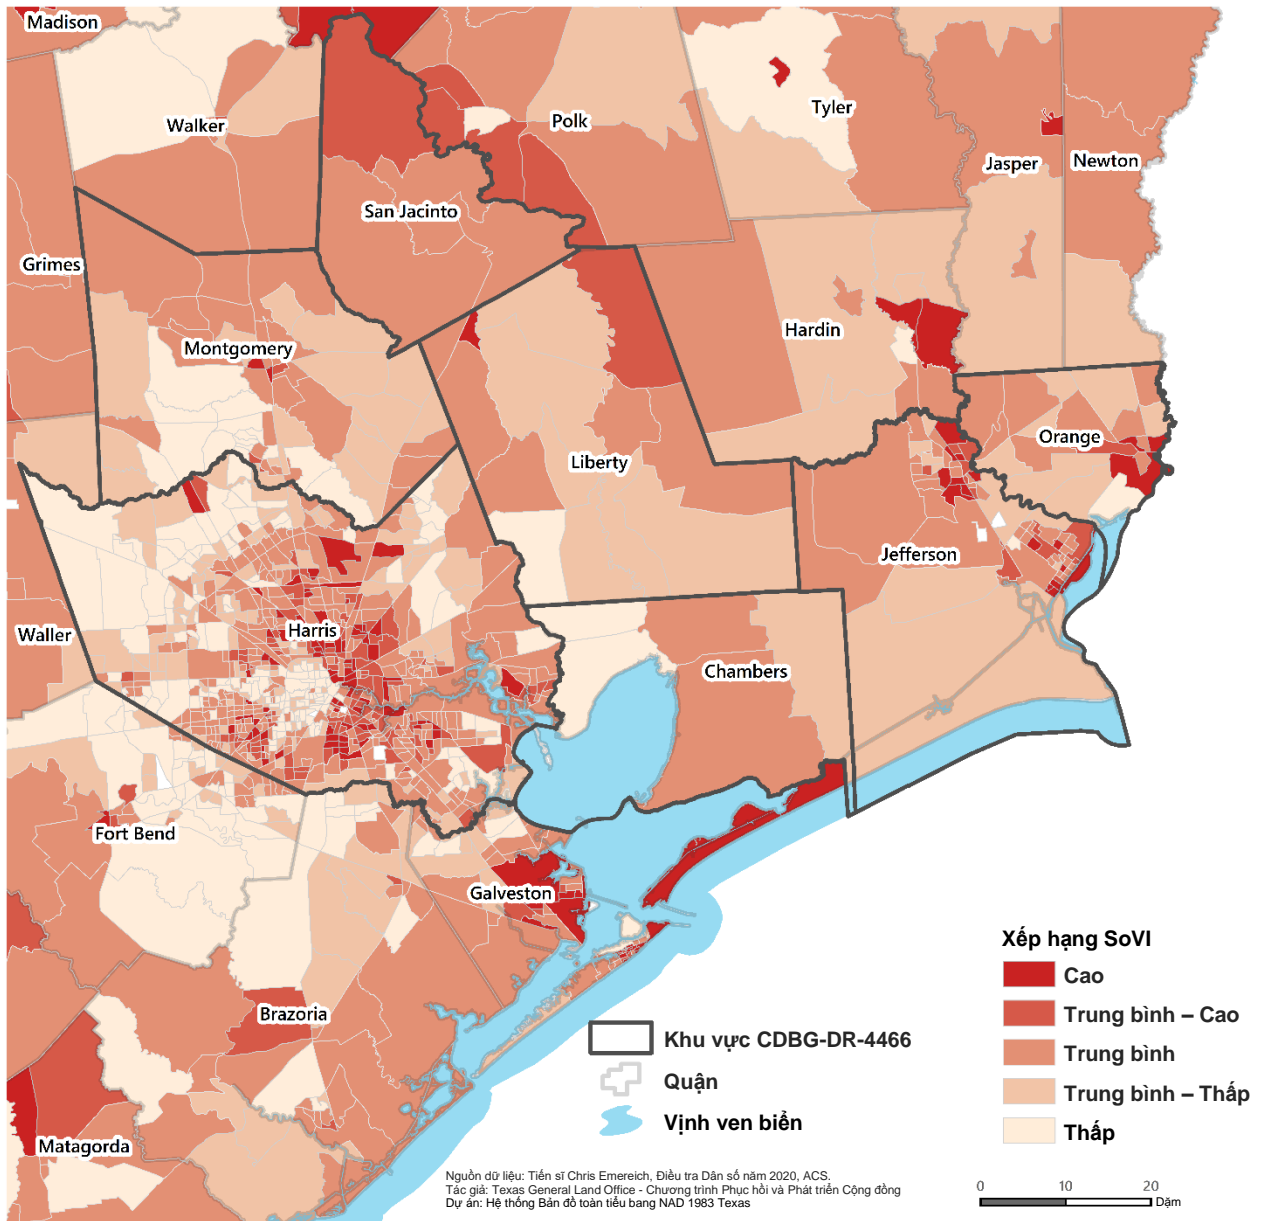 Madison
Walker
Polk
Tyler
Jasper
Newton
San Jacinto
Grimes
Hardin
Montgomery
Orange
Liberty
Jefferson
Harris
Waller
Chambers
Fort Bend
Galveston
Brazoria
Matagorda
Xếp hạng SoVI
Cao
Trung bình – Cao
Trung bình
Trung bình – Thấp
Thấp
Khu vực CDBG-DR-4466
Quận
Vịnh ven biển
Nguồn dữ liệu: Tiến sĩ Chris Emereich, Điều tra Dân số năm 2020, ACS.
Tác giả: Texas General Land Office - Chương trình Phục hồi và Phát triển Cộng đồng
Dự án: Hệ thống Bản đồ toàn tiểu bang NAD 1983 Texas
0 10 20
Dặm